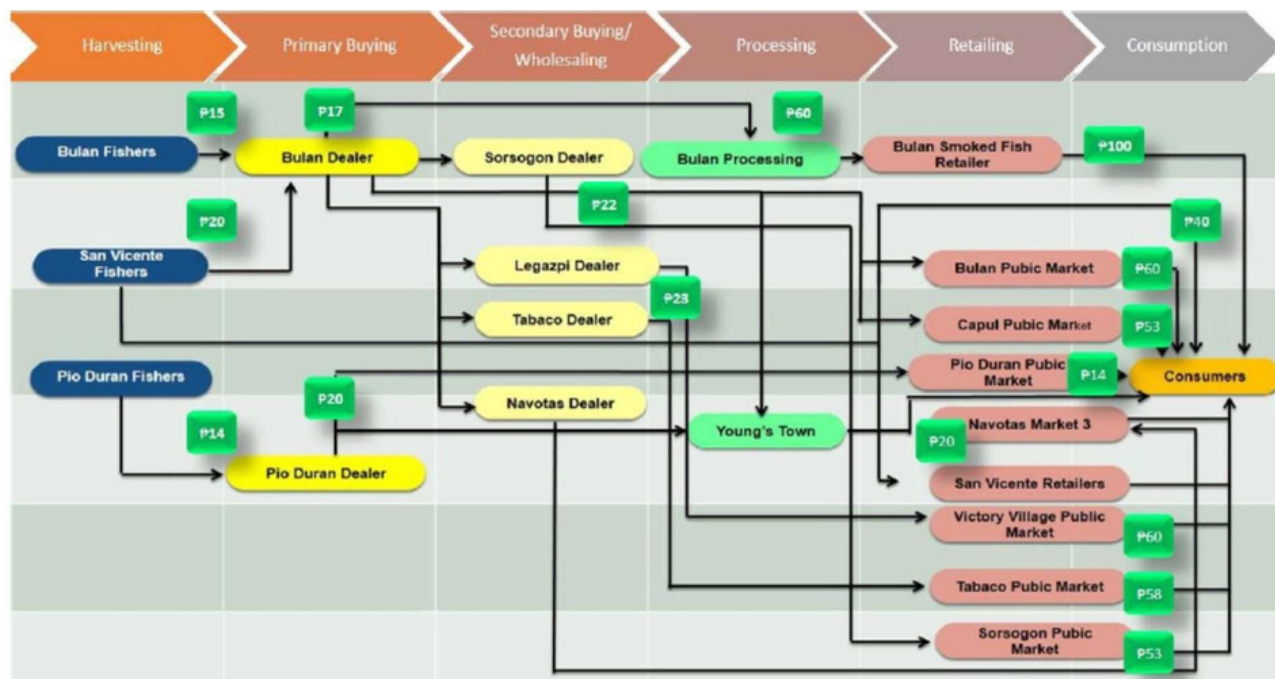 Harvesting
Primary Buying
Secondary Buying/
Wholesaling
Processing
Retailing
Consumption
₱15
₱17
₱60
Bulan Fishers
Bulan Dealer
Sorsogon Dealer
Bulan Processing
Bulan Smoked Fish
Retailer
₱100
₱20
₱22
₱40
San Vicente
Fishers
Legazpi Dealer
Bulan Pubic Market
₱60
₱23
Tabaco Dealer
Capul Pubic Market
₱53
Pio Duran Fishers
Pio Duran Pubic
Market
₱14
Consumers
₱20
Navotas Dealer
₱14
Young's Town
Navotas Market 3
₱20
Pio Duran Dealer
San Vicente Retailers
Victory Village Public
Market
₱60
Tabaco Pubic Market
₱58
Sorsogon Pubic
Market
₱53